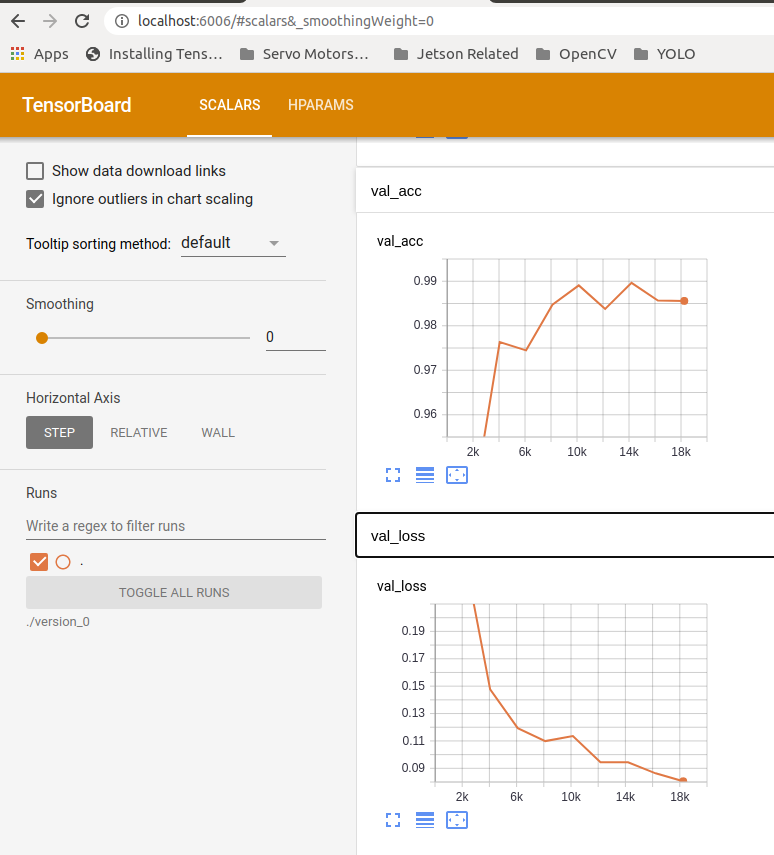 localhost:6006/#scalars&_smoothingWeight=0
Apps Installing Tens… Servo Motors… Jetson Related OpenCV YOLO
TensorBoard SCALARS HPARAMS
Show data download links
Ignore outliers in chart scaling
Tooltip sorting method: default
Smoothing
0
Horizontal Axis
STEP RELATIVE WALL
Runs
Write a regex to filter runs
.
TOGGLE ALL RUNS
./version_0
val_acc
val_acc
0.99
0.98
0.97
0.96
2k 6k 10k 14k 18k
val_loss
val_loss
0.19
0.17
0.15
0.13
0.11
0.09
2k 6k 10k 14k 18k